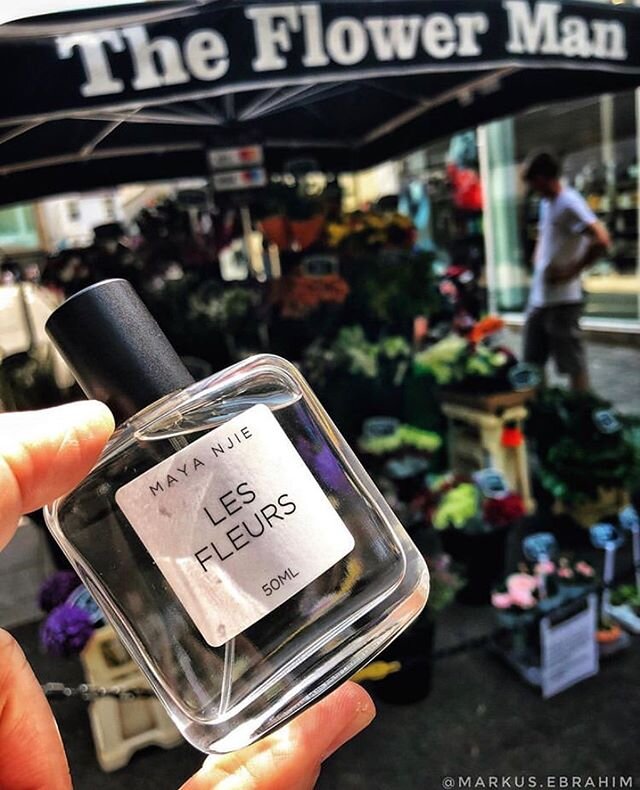 The Flower Man
MAYA NJIE
LES
FLEURS
50ML
@MARKUS.EBRAHIM